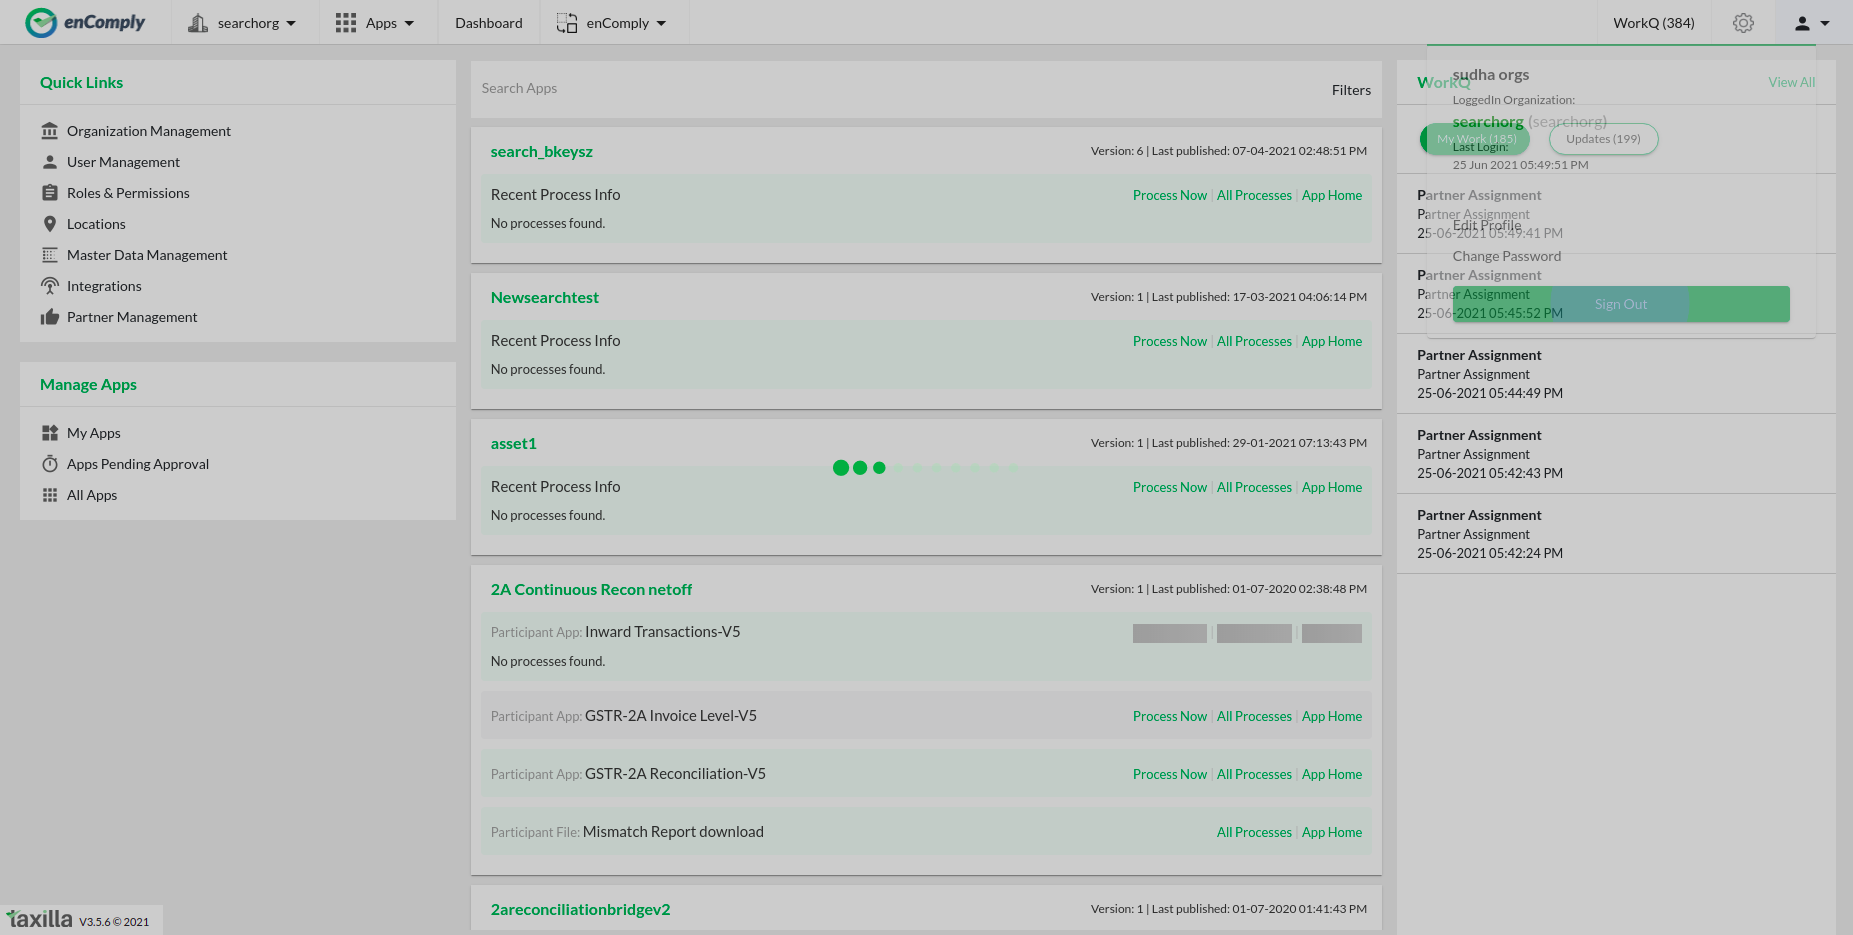 enComply
searchorg
Apps
Dashboard
enComply
WorkQ (384)
Quick Links
Organization Management
User Management
Roles & Permissions
Locations
Master Data Management
Integrations
Partner Management
Manage Apps
My Apps
Apps Pending Approval
All Apps
Search Apps
Filters
search_bkeysz
Version: 6 | Last published: 07-04-2021 02:48:51 PM
Recent Process Info
Process Now | All Processes | App Home
No processes found.
Newsearchtest
Version: 1 | Last published: 17-03-2021 04:06:14 PM
Recent Process Info
Process Now | All Processes | App Home
No processes found.
asset1
Version: 1 | Last published: 29-01-2021 07:13:43 PM
Recent Process Info
Process Now | All Processes | App Home
No processes found.
2A Continuous Recon netoff
Version: 1 | Last published: 01-07-2020 02:38:48 PM
Participant App: Inward Transactions-V5
No processes found.
Participant App: GSTR-2A Invoice Level-V5
Process Now | All Processes | App Home
Participant App: GSTR-2A Reconciliation-V5
Process Now | All Processes | App Home
Participant File: Mismatch Report download
All Processes | App Home
2areconciliationbridgev2
Version: 1 | Last published: 01-07-2020 01:41:43 PM
WorkQ
View All
My Work (185)
Updates (199)
sudha orgs
LoggedIn Organization:
searchorg (searchorg)
Last Login:
25 Jun 2021 05:49:51 PM
Edit Profile
Change Password
Sign Out
Partner Assignment
Partner Assignment
25-06-2021 05:49:41 PM
Partner Assignment
Partner Assignment
25-06-2021 05:45:52 PM
Partner Assignment
Partner Assignment
25-06-2021 05:44:49 PM
Partner Assignment
Partner Assignment
25-06-2021 05:42:43 PM
Partner Assignment
Partner Assignment
25-06-2021 05:42:24 PM
taxilla V3.5.6 © 2021